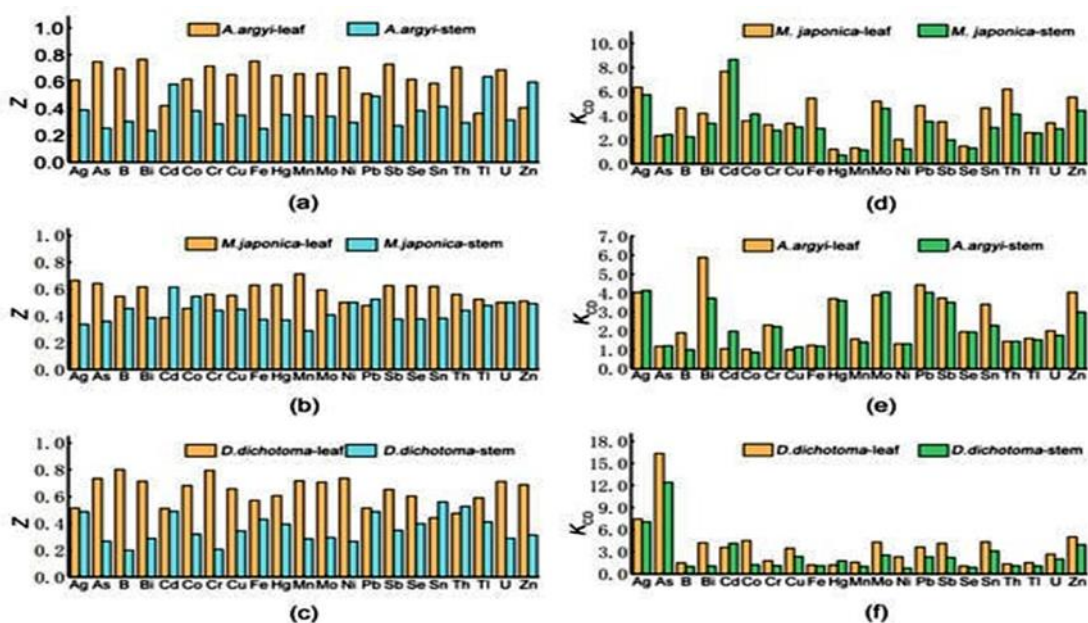 1.0
0.8
0.6
0.4
0.2
0.0
Z
A.argyi-leaf A.argyi-stem
Ag As B Bi Cd Co Cr Cu Fe Hg Mn Mo Ni Pb Sb Se Sn Th Tl U Zn
(a)
10.0
8.0
6.0
4.0
2.0
0.0
KCD
M. japonica-leaf M. japonica-stem
Ag As B Bi Cd Co Cr Cu Fe Hg Mn Mo Ni Pb Sb Se Sn Th Tl U Zn
(d)
1.0
0.8
0.6
0.4
0.2
0.0
Z
M.japonica-leaf M.japonica-stem
Ag As B Bi Cd Co Cr Cu Fe Hg Mn Mo Ni Pb Sb Se Sn Th Tl U Zn
(b)
7.0
6.0
5.0
4.0
3.0
2.0
1.0
0.0
KCD
A.argyi-leaf A.argyi-stem
Ag As B Bi Cd Co Cr Cu Fe Hg Mn Mo Ni Pb Sb Se Sn Th Tl U Zn
(e)
1.0
0.8
0.6
0.4
0.2
0.0
Z
D.dichotoma-leaf D.dichotoma-stem
Ag As B Bi Cd Co Cr Cu Fe Hg Mn Mo Ni Pb Sb Se Sn Th Tl U Zn
(c)
18.0
15.0
12.0
9.0
6.0
3.0
0.0
KCD
D.dichotoma-leaf D.dichotoma-stem
Ag As B Bi Cd Co Cr Cu Fe Hg Mn Mo Ni Pb Sb Se Sn Th Tl U Zn
(f)